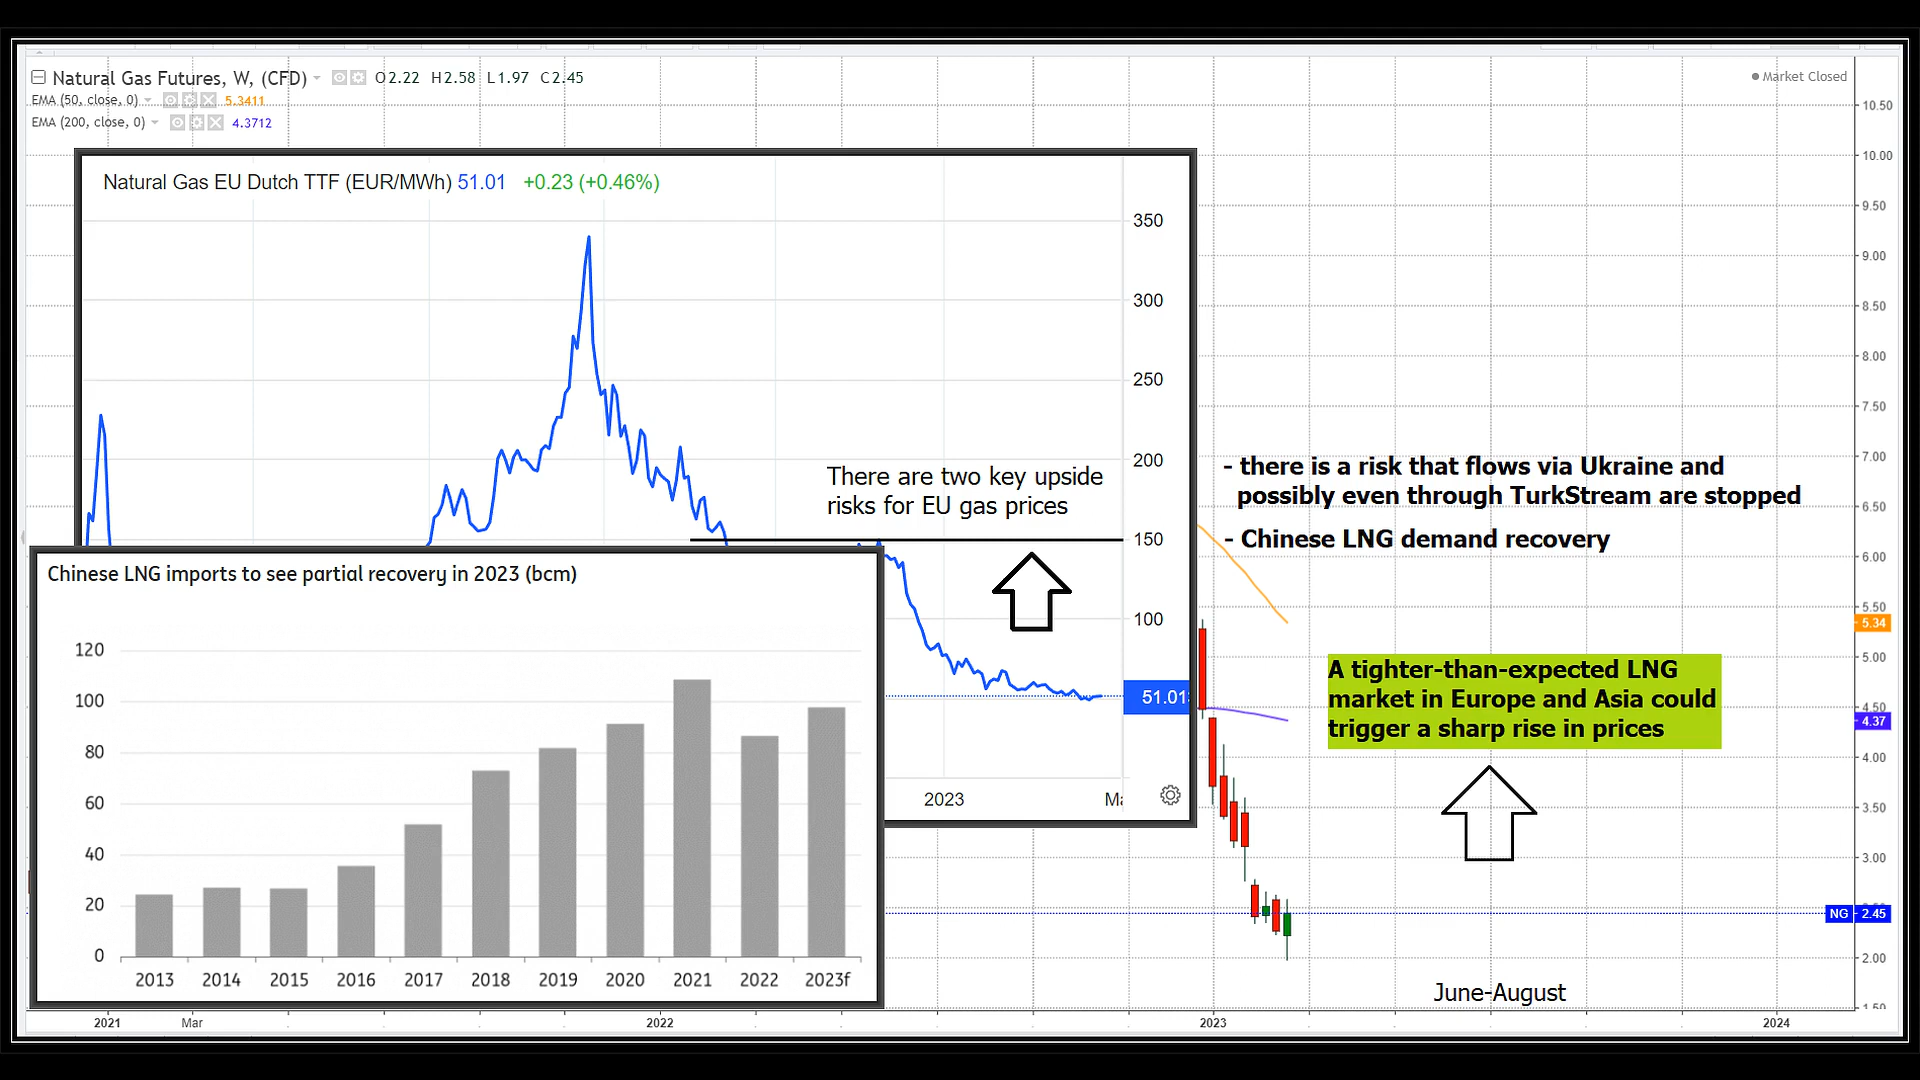 Natural Gas Futures, W, (CFD) O2.22 H2.58 L1.97 C2.45
Market Closed
EMA (50, close, 0) 5.3411
EMA (200, close, 0) 4.3712
10.50
10.00
9.50
9.00
8.50
8.00
7.50
7.00
6.50
6.00
5.50
5.34
5.00
4.50
4.37
4.00
3.50
3.00
NG 2.45
2.00
1.50
Natural Gas EU Dutch TTF (EUR/MWh) 51.01 +0.23 (+0.46%)
350
300
250
200
150
100
51.01
There are two key upside
risks for EU gas prices
2023
- there is a risk that flows via Ukraine and
possibly even through TurkStream are stopped
- Chinese LNG demand recovery
A tighter-than-expected LNG
market in Europe and Asia could
trigger a sharp rise in prices
June-August
Chinese LNG imports to see partial recovery in 2023 (bcm)
120
100
80
60
40
20
0
2013 2014 2015 2016 2017 2018 2019 2020 2021 2022 2023f
2021 Mar 2022 2023 2024